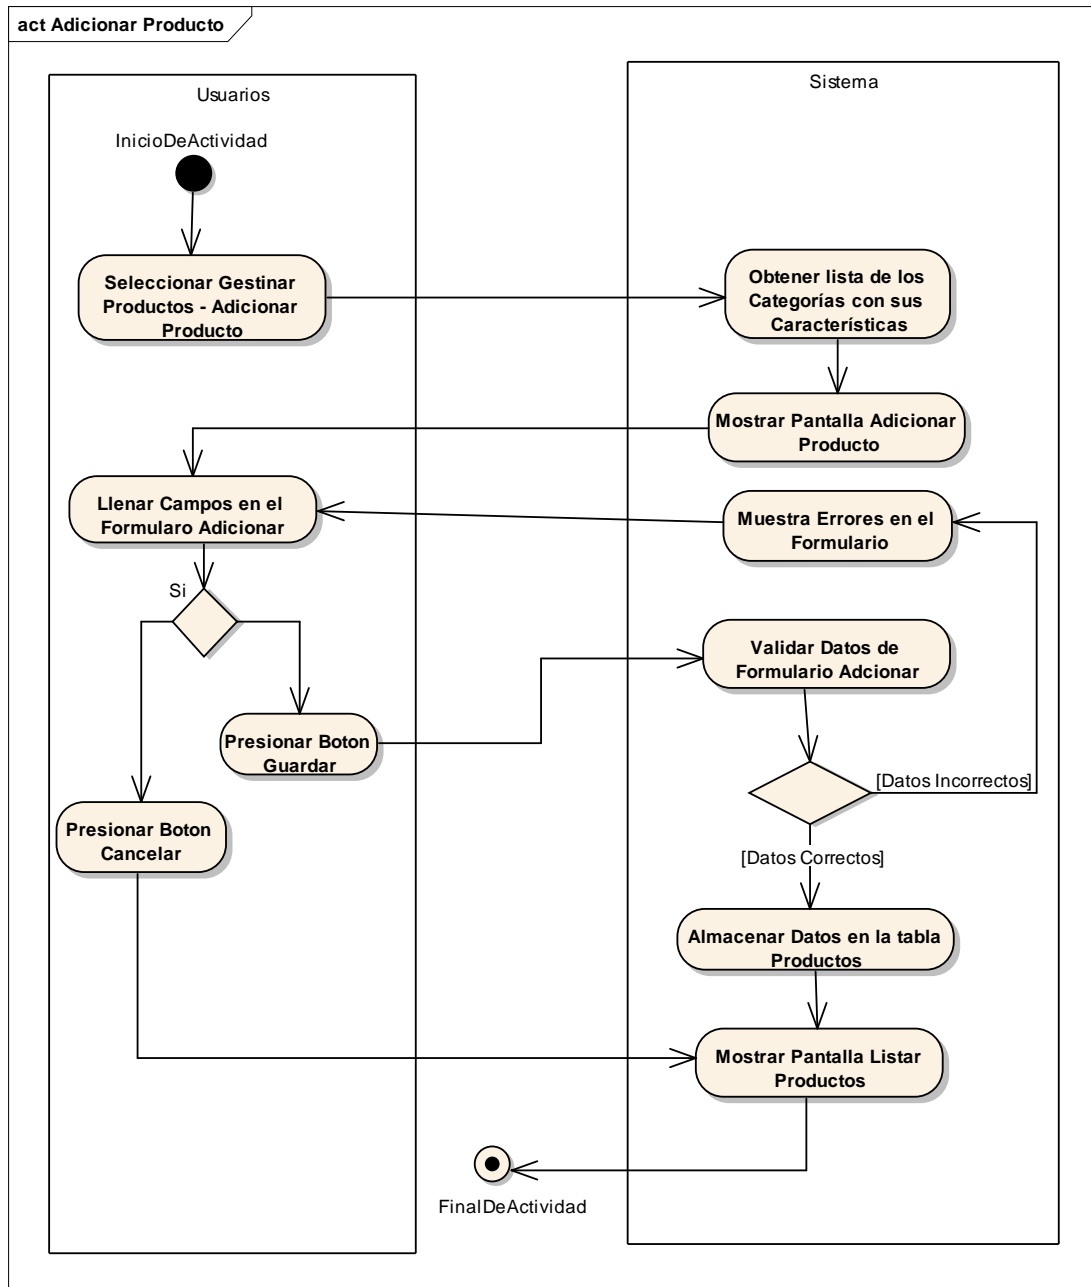 act Adicionar Producto
Usuarios
Sistema
InicioDeActividad
Seleccionar Gestinar
Productos - Adicionar
Producto
Obtener lista de los
Categorías con sus
Carácterísticas
Mostrar Pantalla Adicionar
Producto
Llenar Campos en el
Formularo Adicionar
Muestra Errores en el
Formulario
Si
Validar Datos de
Formulario Adcionar
Presionar Boton
Guardar
[Datos Incorrectos]
Presionar Boton
Cancelar
[Datos Correctos]
Almacenar Datos en la tabla
Productos
Mostrar Pantalla Listar
Productos
FinalDeActividad